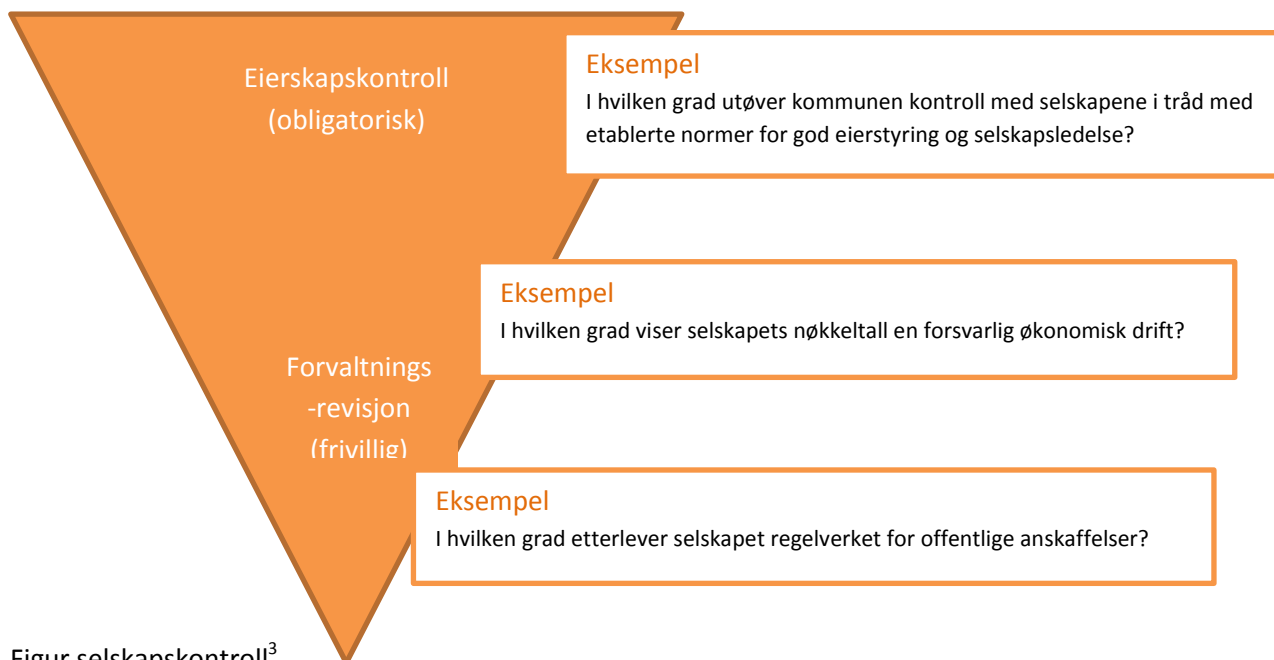 Eierskapskontroll
(obligatorisk)
Eksempel
I hvilken grad utøver kommunen kontroll med selskapene i tråd med
etablerte normer for god eierstyring og selskapsledelse?
Eksempel
I hvilken grad viser selskapets nøkkeltall en forsvarlig økonomisk drift?
Forvaltnings
-revisjon
(frivillig)
Eksempel
I hvilken grad etterlever selskapet regelverket for offentlige anskaffelser?
Figur selskapskontroll³